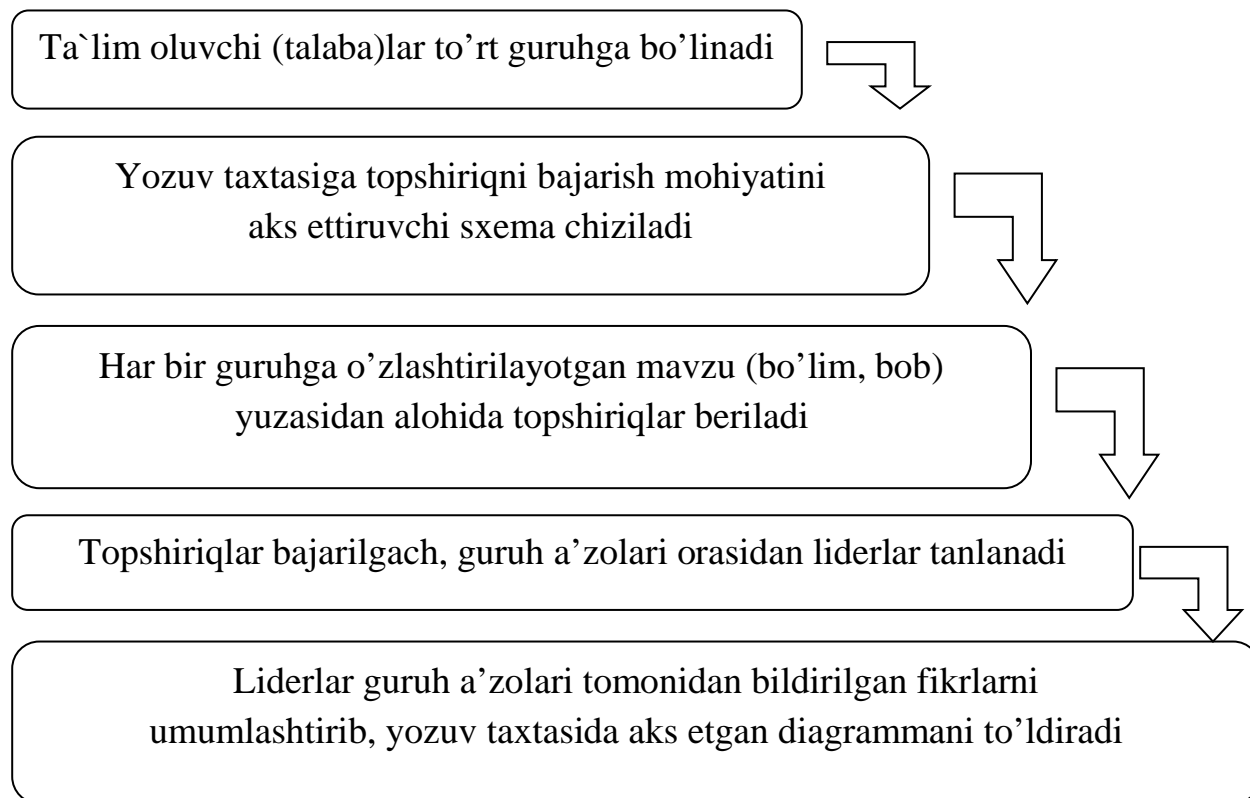 Ta`lim oluvchi (talaba)lar to’rt guruhga bo’linadi
Yozuv taxtasiga topshiriqni bajarish mohiyatini
aks ettiruvchi sxema chiziladi
Har bir guruhga o’zlashtirilayotgan mavzu (bo’lim, bob)
yuzasidan alohida topshiriqlar beriladi
Topshiriqlar bajarilgach, guruh a’zolari orasidan liderlar tanlanadi
Liderlar guruh a’zolari tomonidan bildirilgan fikrlarni
umumlashtirib, yozuv taxtasida aks etgan diagrammani to’ldiradi